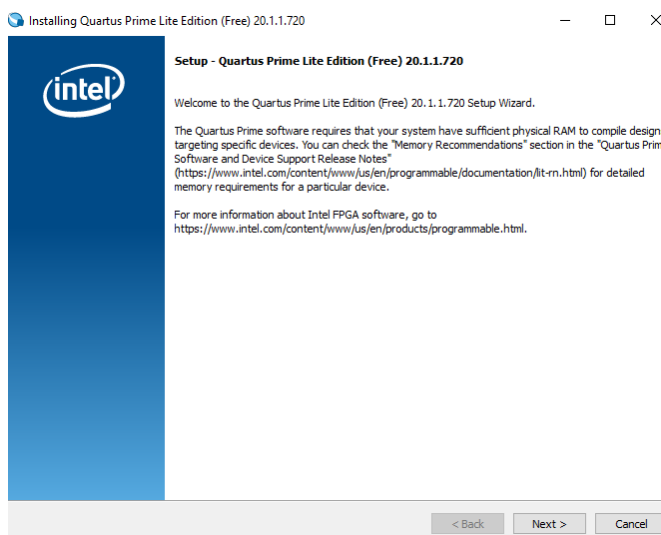 Installing Quartus Prime Lite Edition (Free) 20.1.1.720
intel
Setup - Quartus Prime Lite Edition (Free) 20.1.1.720
Welcome to the Quartus Prime Lite Edition (Free) 20.1.1.720 Setup Wizard.
The Quartus Prime software requires that your system have sufficient physical RAM to compile design
targeting specific devices. You can check the "Memory Recommendations" section in the "Quartus Prim
Software and Device Support Release Notes"
(https://www.intel.com/content/www/us/en/programmable/documentation/lit-rn.html) for detailed
memory requirements for a particular device.
For more information about Intel FPGA software, go to
https://www.intel.com/content/www/us/en/products/programmable.html.
< Back
Next >
Cancel